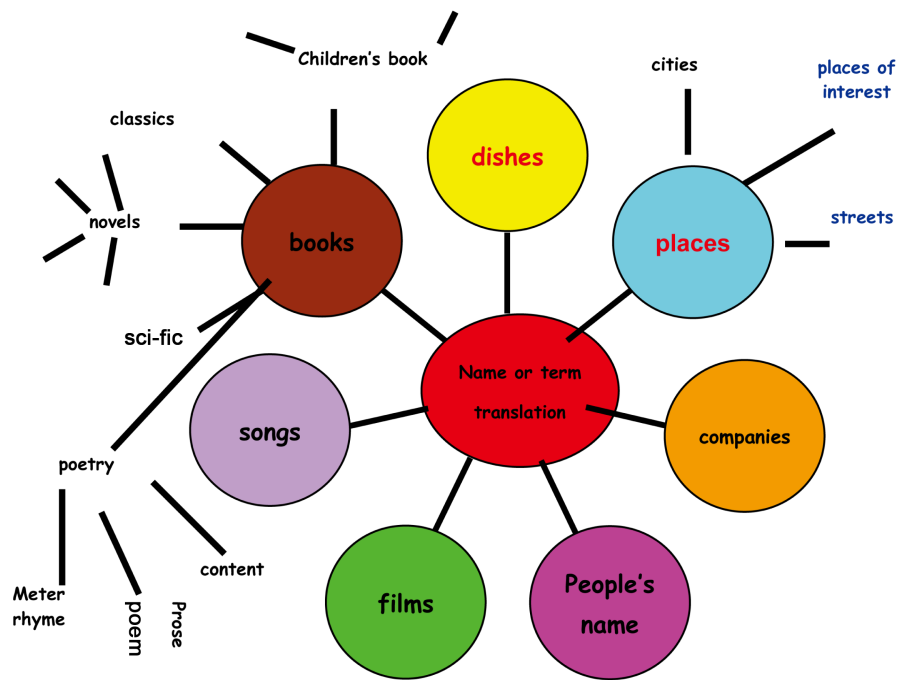 Children's book
cities
places of
interest
classics
dishes
novels
books
places
streets
sci-fic
Name or term
translation
songs
companies
poetry
content
Meter
rhyme
poem
Prose
films
People's
name